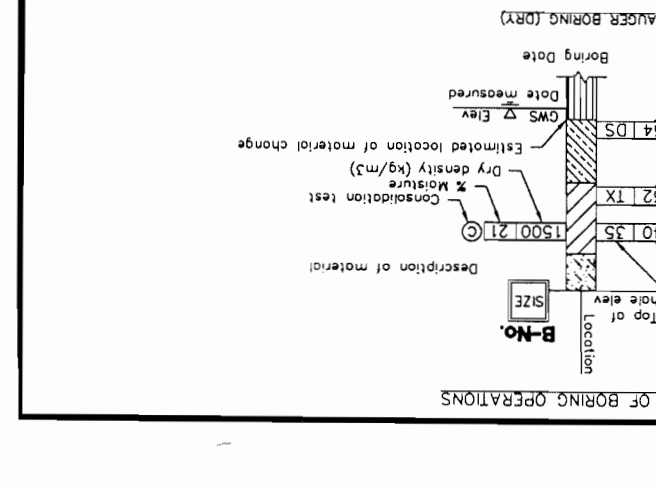 OF BORING OPERATIONS
Location
B-No.
Top of
hole elev
SIZE
Description of material
35
1500
21
C
Consolidation test
% Moisture
Dry density (kg/m3)
TX
Estimated location of material change
DS
GWS Elev
Date measured
Boring Date
AUGER BORING (DRY)